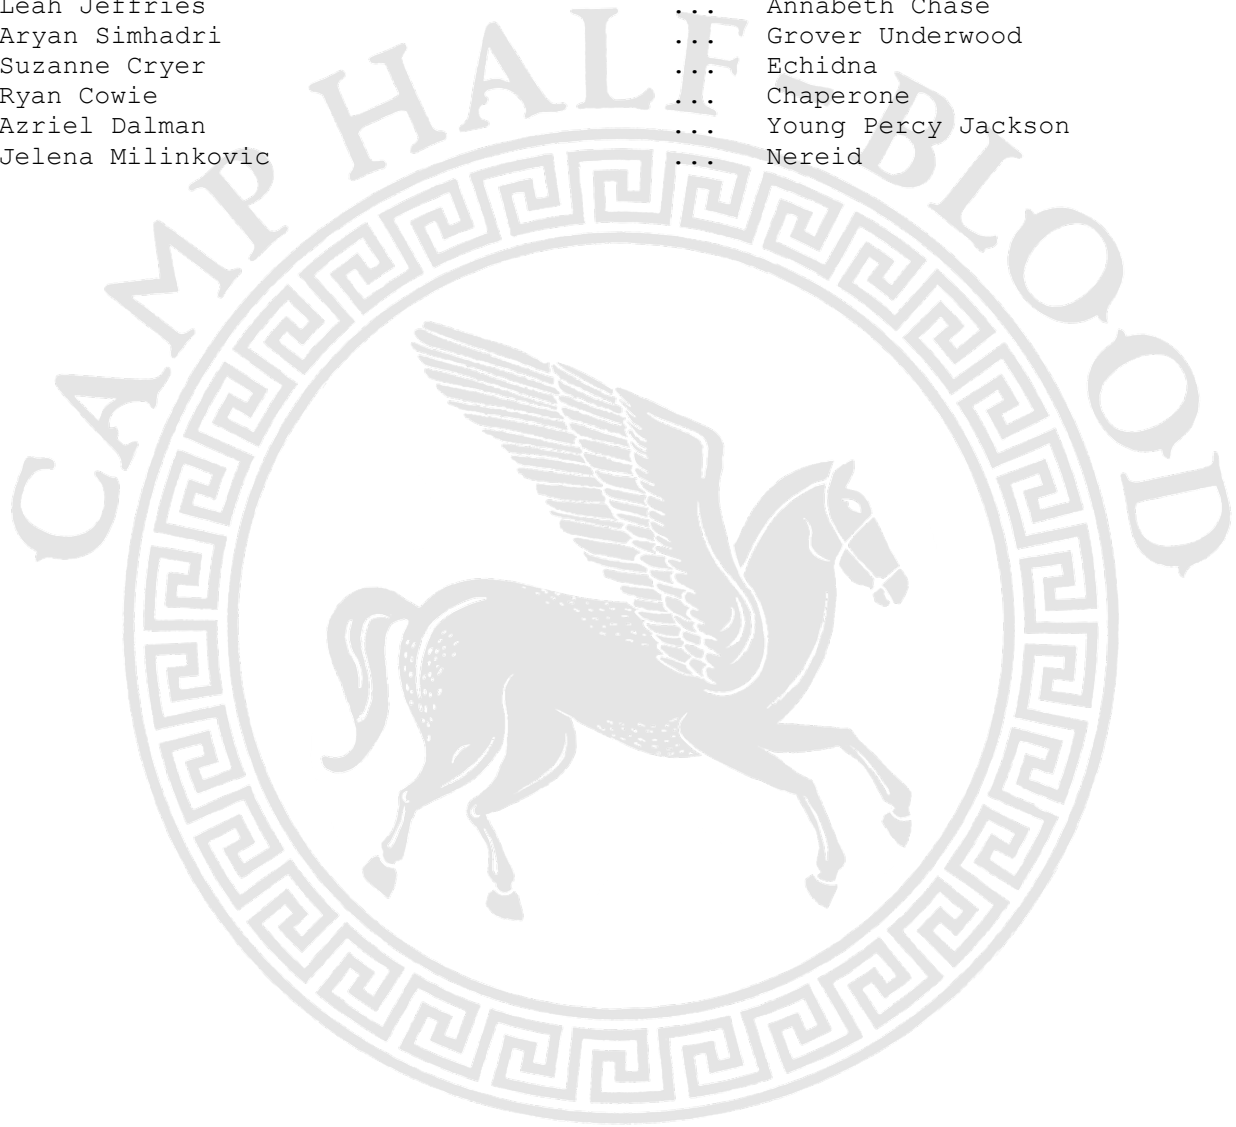 Leah Jeffries ... Annabeth Chase
Aryan Simhadri ... Grover Underwood
Suzanne Cryer ... Echidna
Ryan Cowie ... Chaperone
Azriel Dalman ... Young Percy Jackson
Jelena Milinkovic ... Nereid
CAMP HALF-BLOOD